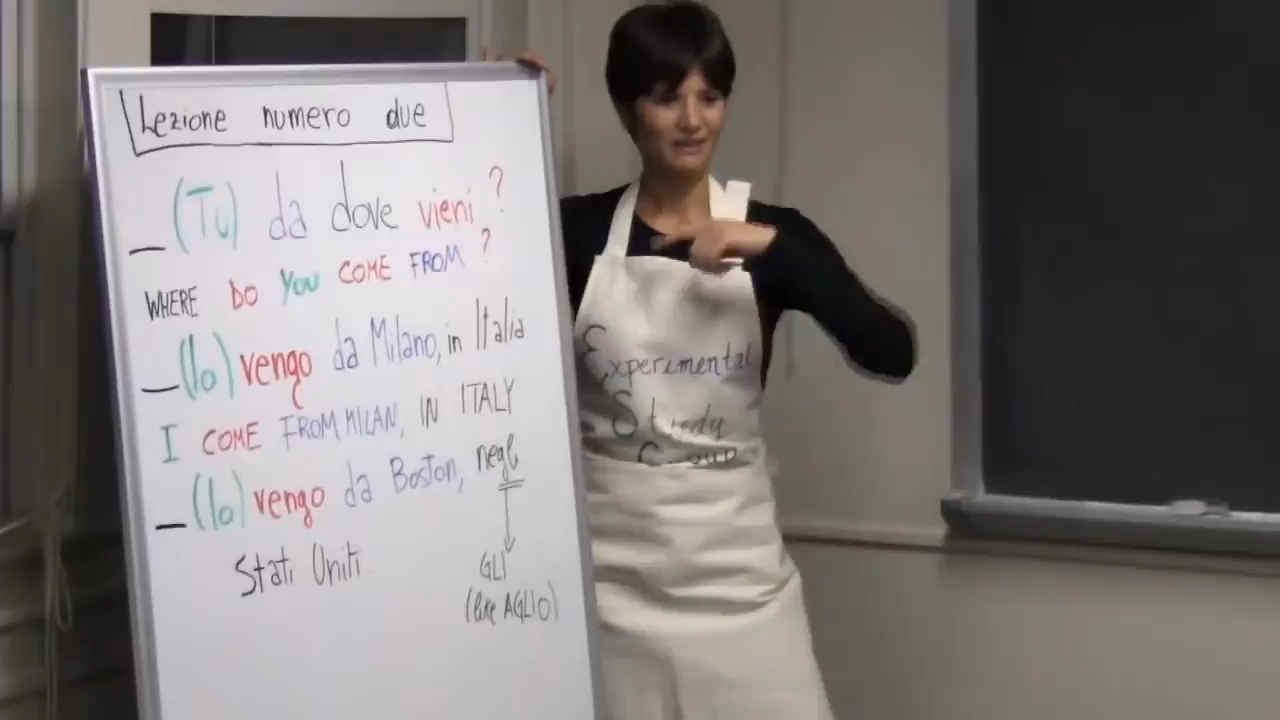 Lezione numero due
_ (Tu) da dove vieni ?
WHERE DO YOU COME FROM ?
_ (Io) vengo da Milano, in Italia
I COME FROM MILAN, IN ITALY
_ (Io) vengo da Boston, negli
Stati Uniti
GLI
(like AGLIO)
Experimental
Study
Group